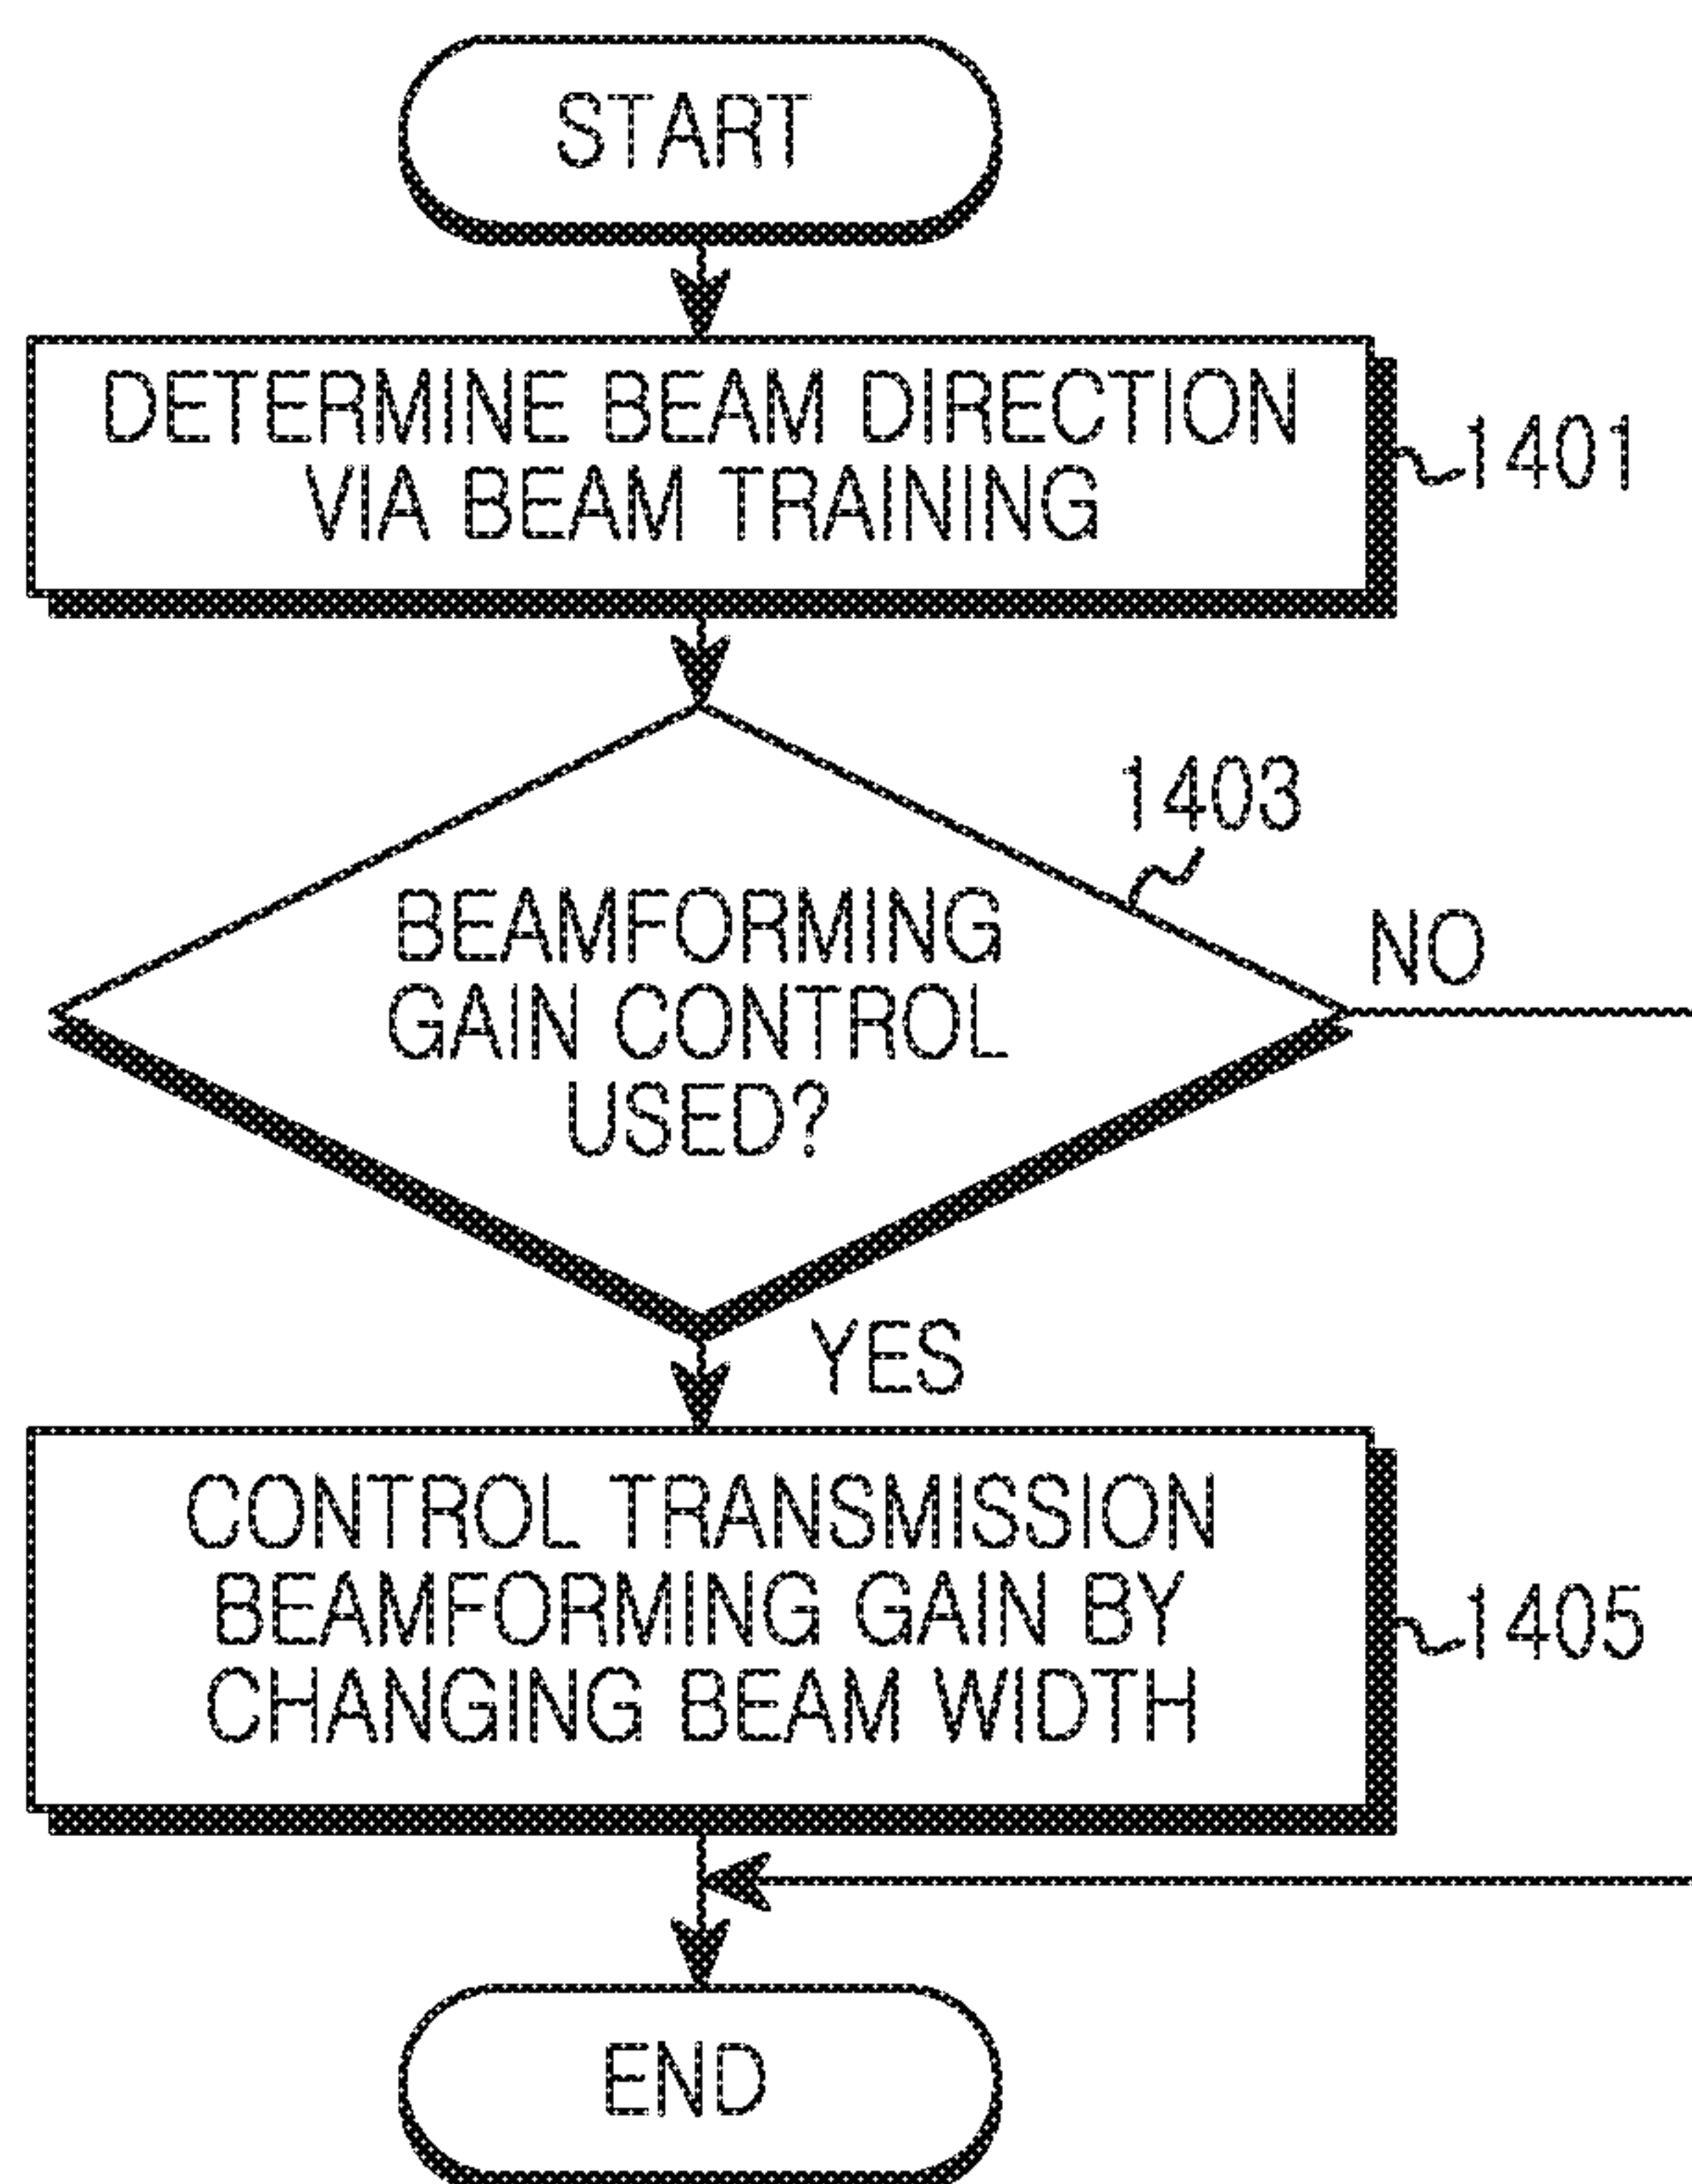 START
DETERMINE BEAM DIRECTION
VIA BEAM TRAINING
1401
1403
BEAMFORMING
GAIN CONTROL
USED?
NO
YES
CONTROL TRANSMISSION
BEAMFORMING GAIN BY
CHANGING BEAM WIDTH
1405
END